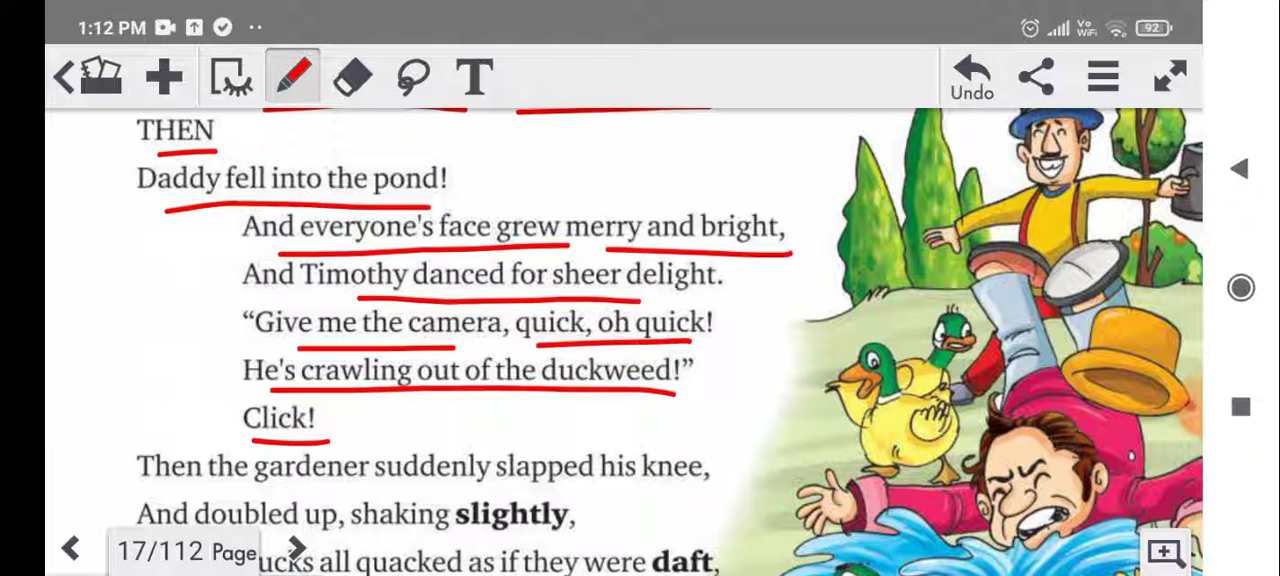 1:12 PM
Vo WiFi
92
T
Undo
THEN
Daddy fell into the pond!
And everyone's face grew merry and bright,
And Timothy danced for sheer delight.
“Give me the camera, quick, oh quick!
He's crawling out of the duckweed!”
Click!
Then the gardener suddenly slapped his knee,
And doubled up, shaking slightly,
ucks all quacked as if they were daft,
17/112 Page